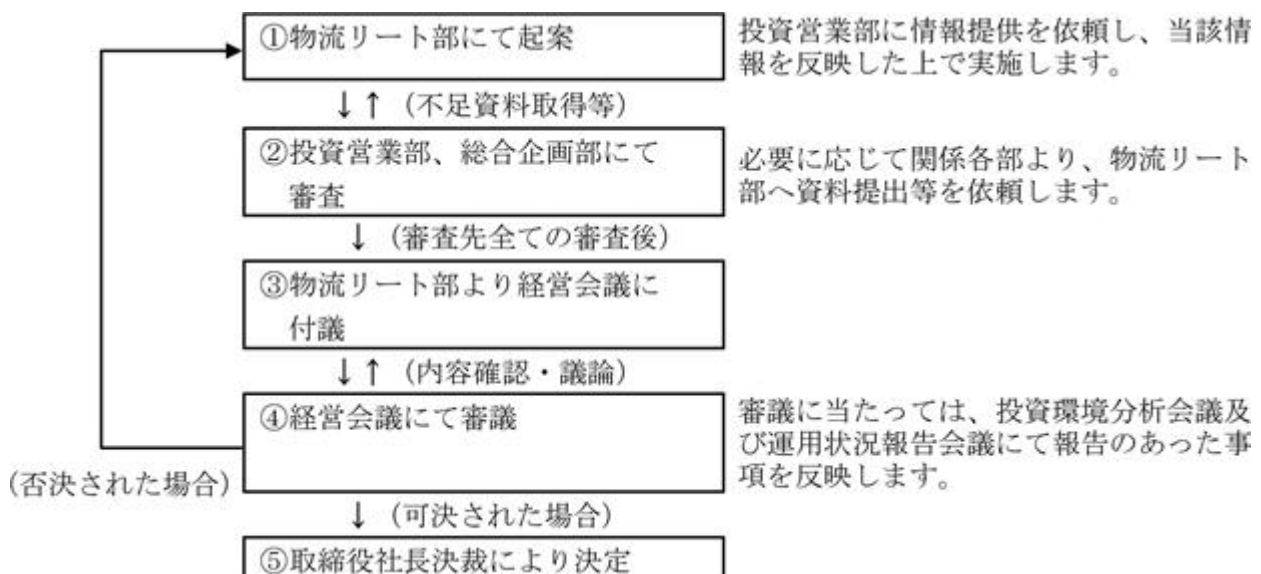 ①物流リート部にて起案
投資営業部に情報提供を依頼し、当該情
報を反映した上で実施します。
↓↑（不足資料取得等）
②投資営業部、総合企画部にて
審査
必要に応じて関係各部より、物流リート
部へ資料提出等を依頼します。
↓（審査先全ての審査後）
③物流リート部より経営会議に
付議
↓↑（内容確認・議論）
④経営会議にて審議
審議に当たっては、投資環境分析会議及
び運用状況報告会議にて報告のあった事
項を反映します。
（否決された場合）
↓（可決された場合）
⑤取締役社長決裁により決定